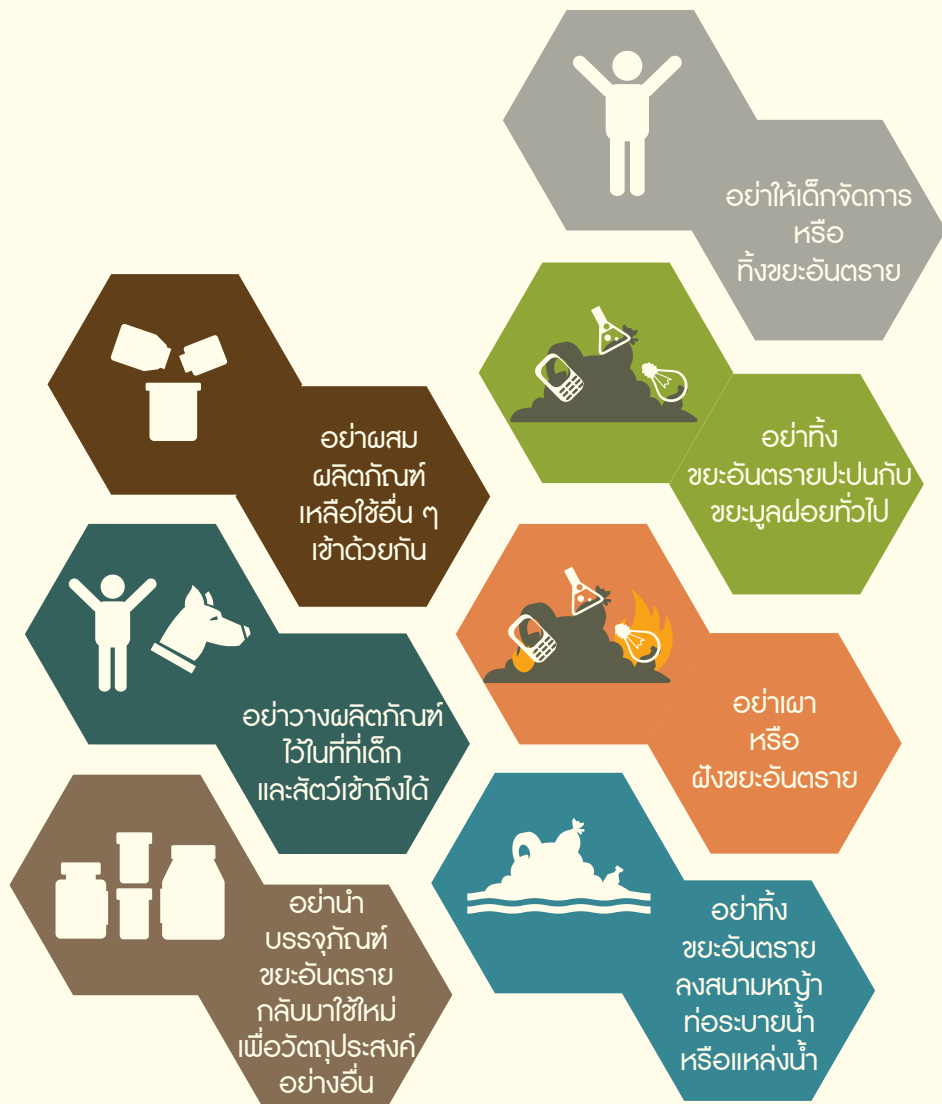 อย่าให้เด็กจัดการ
หรือ
ทิ้งขยะอันตราย
อย่าผสม
ผลิตภัณฑ์
เหลือใช้อื่น ๆ
เข้าด้วยกัน
อย่าทิ้ง
ขยะอันตรายปะปนกับ
ขยะมูลฝอยทั่วไป
อย่าวางผลิตภัณฑ์
ไว้ในที่ที่เด็ก
และสัตว์เข้าถึงได้
อย่าเผา
หรือ
ฝังขยะอันตราย
อย่านำ
บรรจุภัณฑ์
ขยะอันตราย
กลับมาใช้ใหม่
เพื่อวัตถุประสงค์
อย่างอื่น
อย่าทิ้ง
ขยะอันตราย
ลงสนามหญ้า
ท่อระบายน้ำ
หรือแหล่งน้ำ